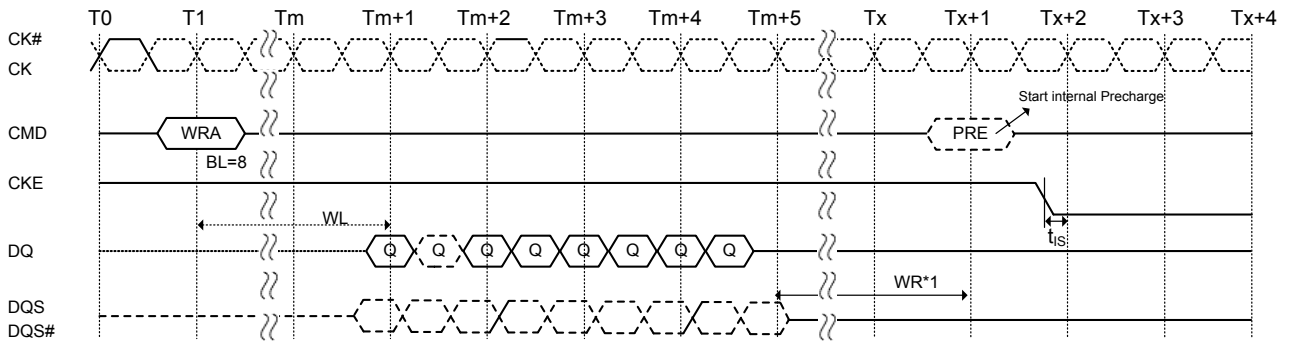 T0 T1 Tm Tm+1 Tm+2 Tm+3 Tm+4 Tm+5 Tx Tx+1 Tx+2 Tx+3 Tx+4
CK#
CK
Start internal Precharge
CMD WRA PRE
BL=8
CKE
WL
tIS
DQ Q Q Q Q Q Q Q Q
WR*1
DQS
DQS#